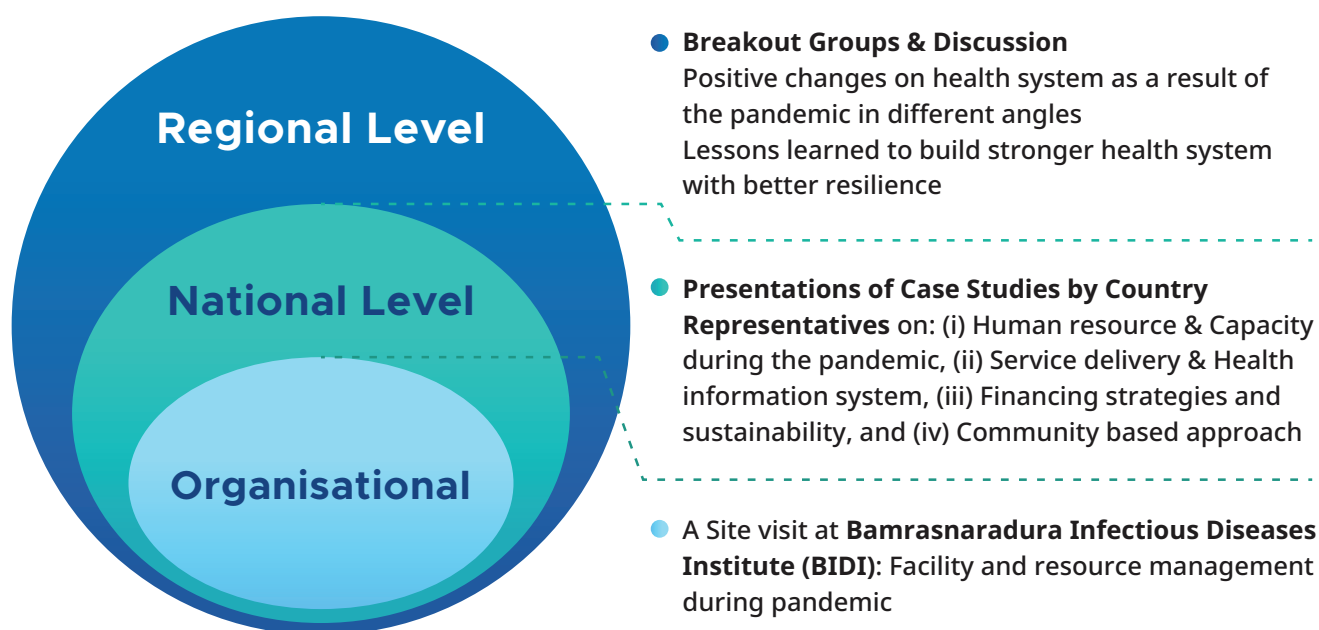 Regional Level
National Level
Organisational
Breakout Groups & Discussion
Positive changes on health system as a result of
the pandemic in different angles
Lessons learned to build stronger health system
with better resilience
Presentations of Case Studies by Country
Representatives on: (i) Human resource & Capacity
during the pandemic, (ii) Service delivery & Health
information system, (iii) Financing strategies and
sustainability, and (iv) Community based approach
A Site visit at Bamrasnaradura Infectious Diseases
Institute (BIDI): Facility and resource management
during pandemic